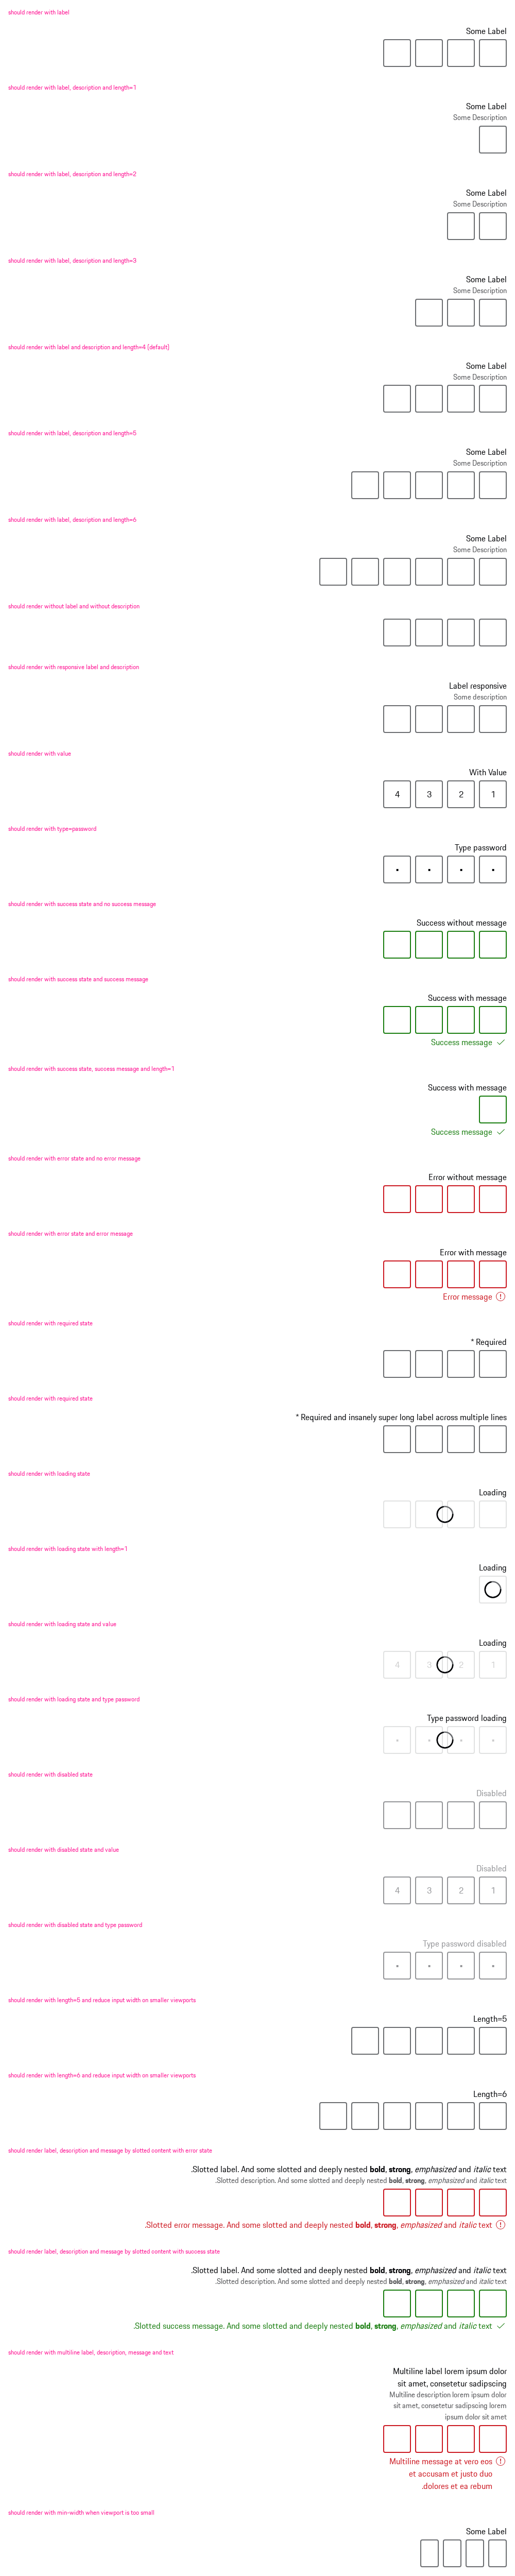 should render with label
Some Label
should render with label, description and length=1
Some Label
Some Description
should render with label, description and length=2
Some Label
Some Description
should render with label, description and length=3
Some Label
Some Description
should render with label and description and length=4 (default)
Some Label
Some Description
should render with label, description and length=5
Some Label
Some Description
should render with label, description and length=6
Some Label
Some Description
should render without label and without description
should render with responsive label and description
Label responsive
Some description
should render with value
With Value
4 3 2 1
should render with type=password
Type password
should render with success state and no success message
Success without message
should render with success state and success message
Success with message
Success message
should render with success state, success message and length=1
Success with message
Success message
should render with error state and no error message
Error without message
should render with error state and error message
Error with message
Error message
should render with required state
* Required
should render with required state
* Required and insanely super long label across multiple lines
should render with loading state
Loading
should render with loading state with length=1
Loading
should render with loading state and value
Loading
4 3 2 1
should render with loading state and type password
Type password loading
should render with disabled state
Disabled
should render with disabled state and value
Disabled
4 3 2 1
should render with disabled state and type password
Type password disabled
should render with length=5 and reduce input width on smaller viewports
Length=5
should render with length=6 and reduce input width on smaller viewports
Length=6
should render label, description and message by slotted content with error state
.Slotted label. And some slotted and deeply nested bold, strong, emphasized and italic text
.Slotted description. And some slotted and deeply nested bold, strong, emphasized and italic text
.Slotted error message. And some slotted and deeply nested bold, strong, emphasized and italic text
should render label, description and message by slotted content with success state
.Slotted label. And some slotted and deeply nested bold, strong, emphasized and italic text
.Slotted description. And some slotted and deeply nested bold, strong, emphasized and italic text
.Slotted success message. And some slotted and deeply nested bold, strong, emphasized and italic text
should render with multiline label, description, message and text
Multiline label lorem ipsum dolor
sit amet, consetetur sadipscing
Multiline description lorem ipsum dolor
sit amet, consetetur sadipscing lorem
ipsum dolor sit amet
Multiline message at vero eos
et accusam et justo duo
.dolores et ea rebum
should render with min-width when viewport is too small
Some Label